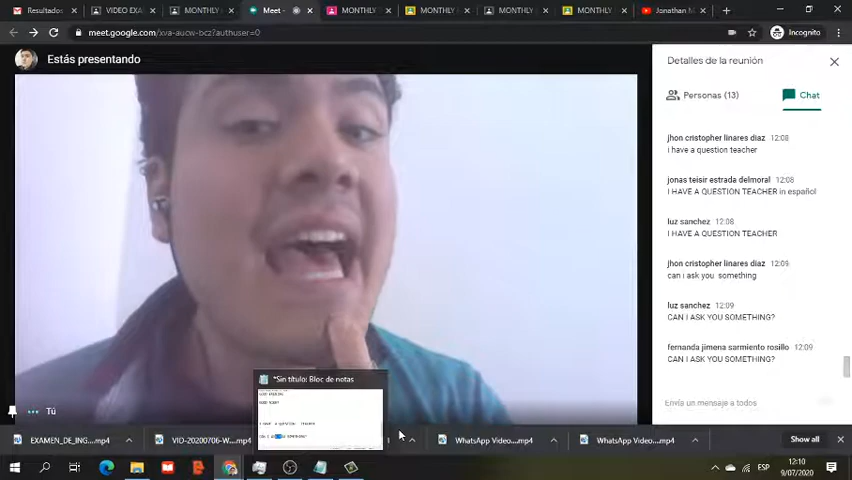 Resultados
VIDEO EXA
MONTHLY
Meet -
MONTHLY
MONTHLY
MONTHLY
MONTHLY
Jonathan M
meet.google.com/xva-aucw-bcz?authuser=0
Incognito
Estás presentando
Detalles de la reunión
Personas (13)
Chat
jhon cristopher linares diaz 12:08
i have a question teacher
jonas teisir estrada delmoral 12:08
I HAVE A QUESTION TEACHER in español
luz sanchez 12:08
I HAVE A QUESTION TEACHER
jhon cristopher linares diaz 12:09
can i ask you something
luz sanchez 12:09
CAN I ASK YOU SOMETHING?
fernanda jimena sarmiento rosillo 12:09
CAN I ASK YOU SOMETHING?
Envía un mensaje a todos
*Sin título: Bloc de notas
I HAVE A QUESTION TEACHER
Tú
EXAMEN_DE_ING....mp4
VID-20200706-W...
WhatsApp Video....mp4
WhatsApp Video....mp4
Show all
ESP
12:10
9/07/2020